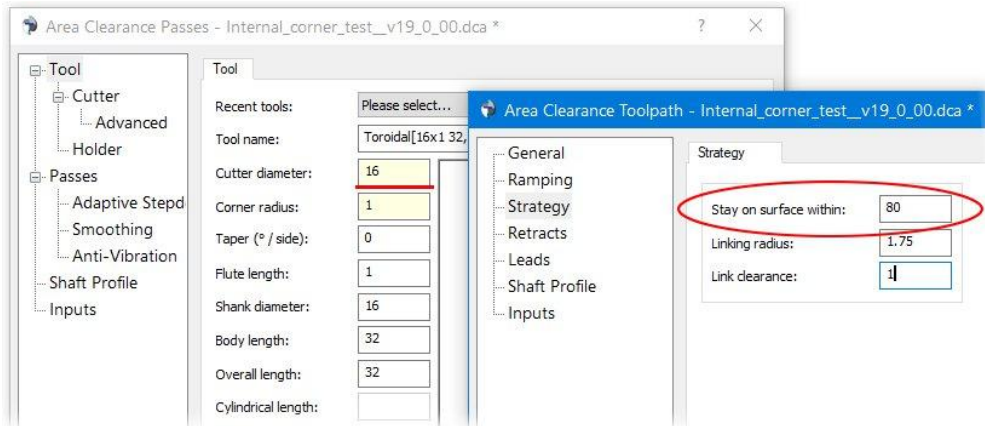 Area Clearance Passes - Internal_corner_test__v19_0_00.dca *
?
Tool
Cutter
Advanced
Holder
Passes
Adaptive Stepd
Smoothing
Anti-Vibration
Shaft Profile
Inputs
Tool
Recent tools: Please select...
Tool name: Toroidal[16x1 32,
Cutter diameter: 16
Corner radius: 1
Taper (° / side): 0
Flute length: 1
Shank diameter: 16
Body length: 32
Overall length: 32
Cylindrical length:
Area Clearance Toolpath - Internal_corner_test__v19_0_00.dca *
General
Ramping
Strategy
Retracts
Leads
Shaft Profile
Inputs
Strategy
Stay on surface within: 80
Linking radius: 1.75
Link clearance: 1